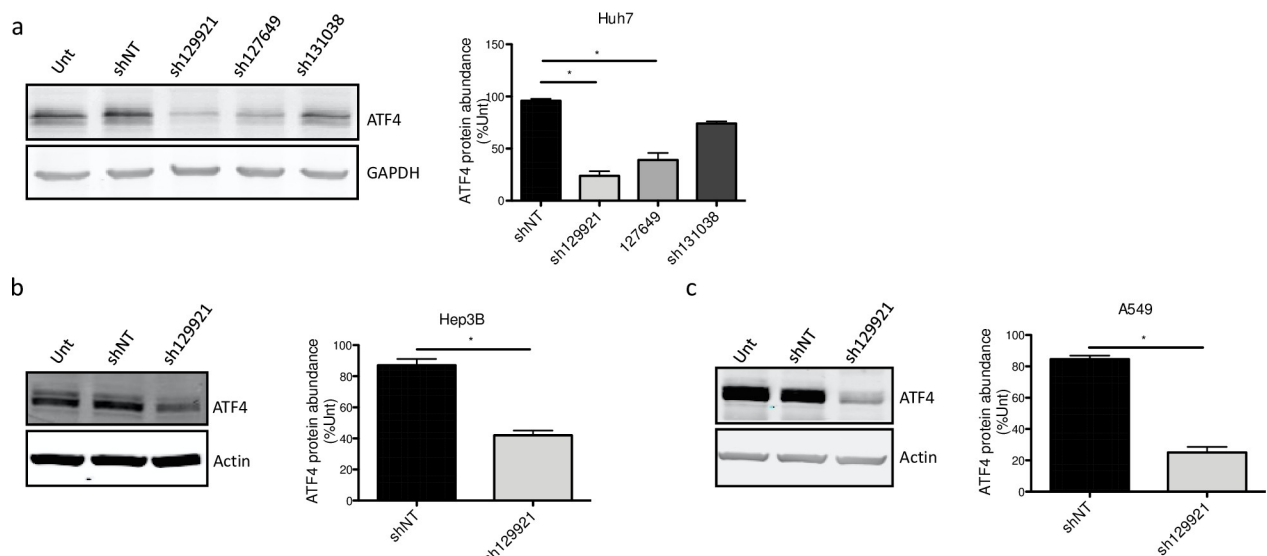 a
Unt
shNT
sh129921
sh127649
sh131038
ATF4
GAPDH
Huh7
ATF4 protein abundance
(%Unt)
150
100
50
0
*
*
shNT
sh129921
127649
sh131038
b
Unt
shNT
sh129921
ATF4
Actin
Hep3B
ATF4 protein abundance
(%Unt)
100
80
60
40
20
0
*
shNT
sh129921
c
Unt
shNT
sh129921
ATF4
Actin
A549
ATF4 protein abundance
(%Unt)
100
80
60
40
20
0
*
shNT
sh129921